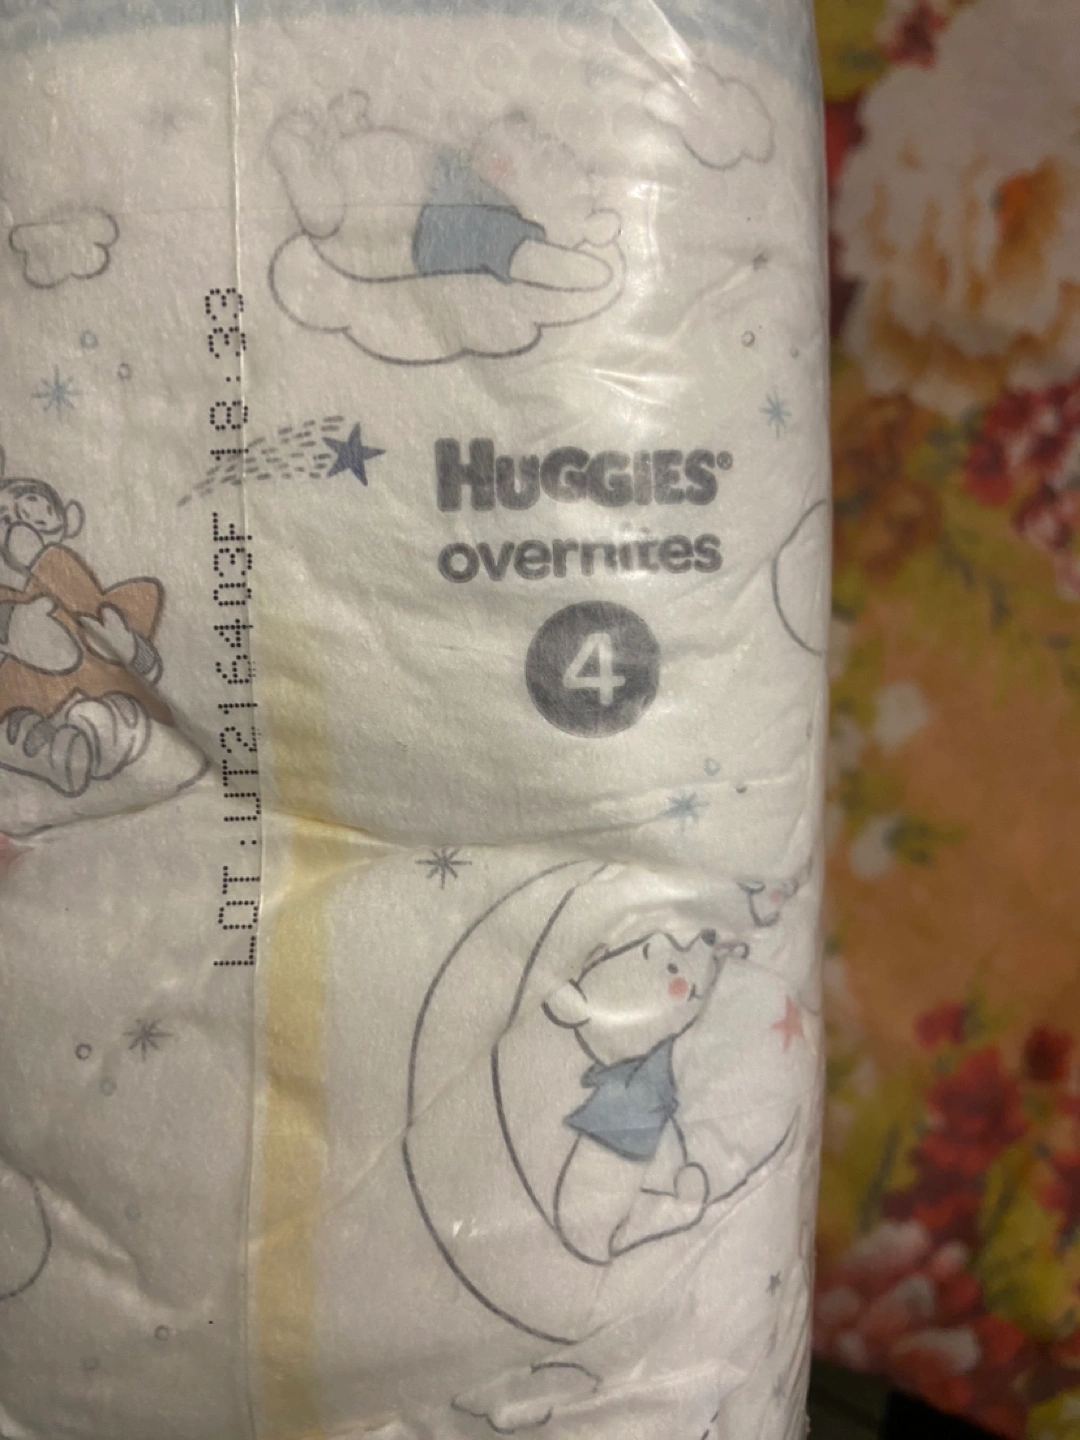 HUGGIES®
overnites
4
LOT:UT216403F 18:33